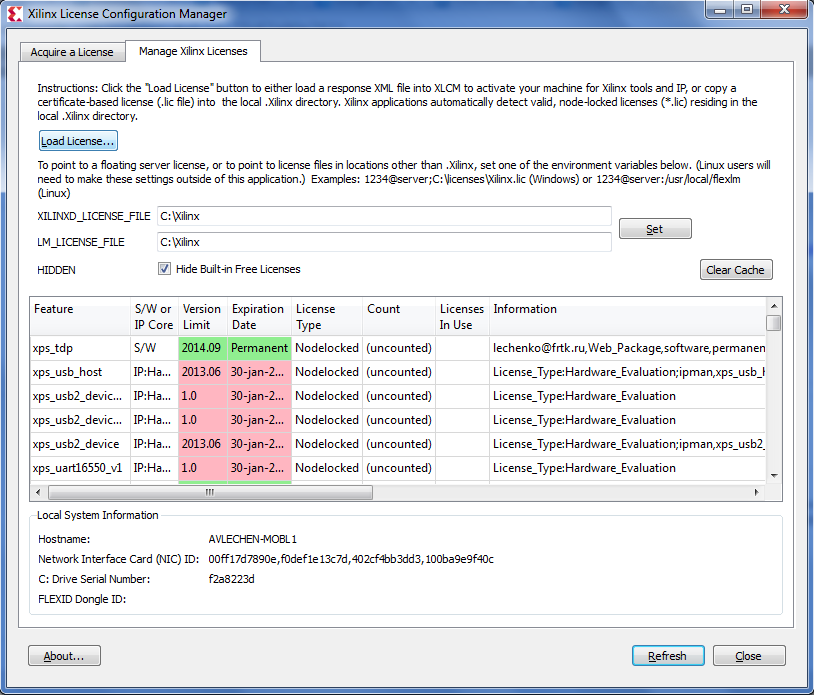 Xilinx License Configuration Manager
Acquire a License
Manage Xilinx Licenses
Instructions: Click the "Load License" button to either load a response XML file into XLCM to activate your machine for Xilinx tools and IP, or copy a
certificate-based license (.lic file) into the local .Xilinx directory. Xilinx applications automatically detect valid, node-locked licenses (*.lic) residing in the
local .Xilinx directory.
Load License...
To point to a floating server license, or to point to license files in locations other than .Xilinx, set one of the environment variables below. (Linux users will
need to make these settings outside of this application.) Examples: 1234@server;C:\licenses\Xilinx.lic (Windows) or 1234@server:/usr/local/flexlm
(Linux)
XILINXD_LICENSE_FILE C:\Xilinx
Set
LM_LICENSE_FILE C:\Xilinx
HIDDEN Hide Built-in Free Licenses
Clear Cache
Feature S/W or IP Core Version Limit Expiration Date License Type Count Licenses In Use Information
xps_tdp S/W 2014.09 Permanent Nodelocked (uncounted) lechenko@frtk.ru,Web_Package,software,permanen
xps_usb_host IP:Ha... 2013.06 30-jan-2... Nodelocked (uncounted) License_Type:Hardware_Evaluation;ipman,xps_usb_h
xps_usb2_devic... IP:Ha... 1.0 30-jan-2... Nodelocked (uncounted) License_Type:Hardware_Evaluation
xps_usb2_devic... IP:Ha... 1.0 30-jan-2... Nodelocked (uncounted) License_Type:Hardware_Evaluation
xps_usb2_device IP:Ha... 2013.06 30-jan-2... Nodelocked (uncounted) License_Type:Hardware_Evaluation;ipman,xps_usb2_
xps_uart16550_v1 IP:Ha... 1.0 30-jan-2... Nodelocked (uncounted) License_Type:Hardware_Evaluation
Local System Information
Hostname: AVLECHEN-MOBL1
Network Interface Card (NIC) ID: 00ff17d7890e,f0def1e13c7d,402cf4bb3dd3,100ba9e9f40c
C: Drive Serial Number: f2a8223d
FLEXID Dongle ID:
About...
Refresh
Close